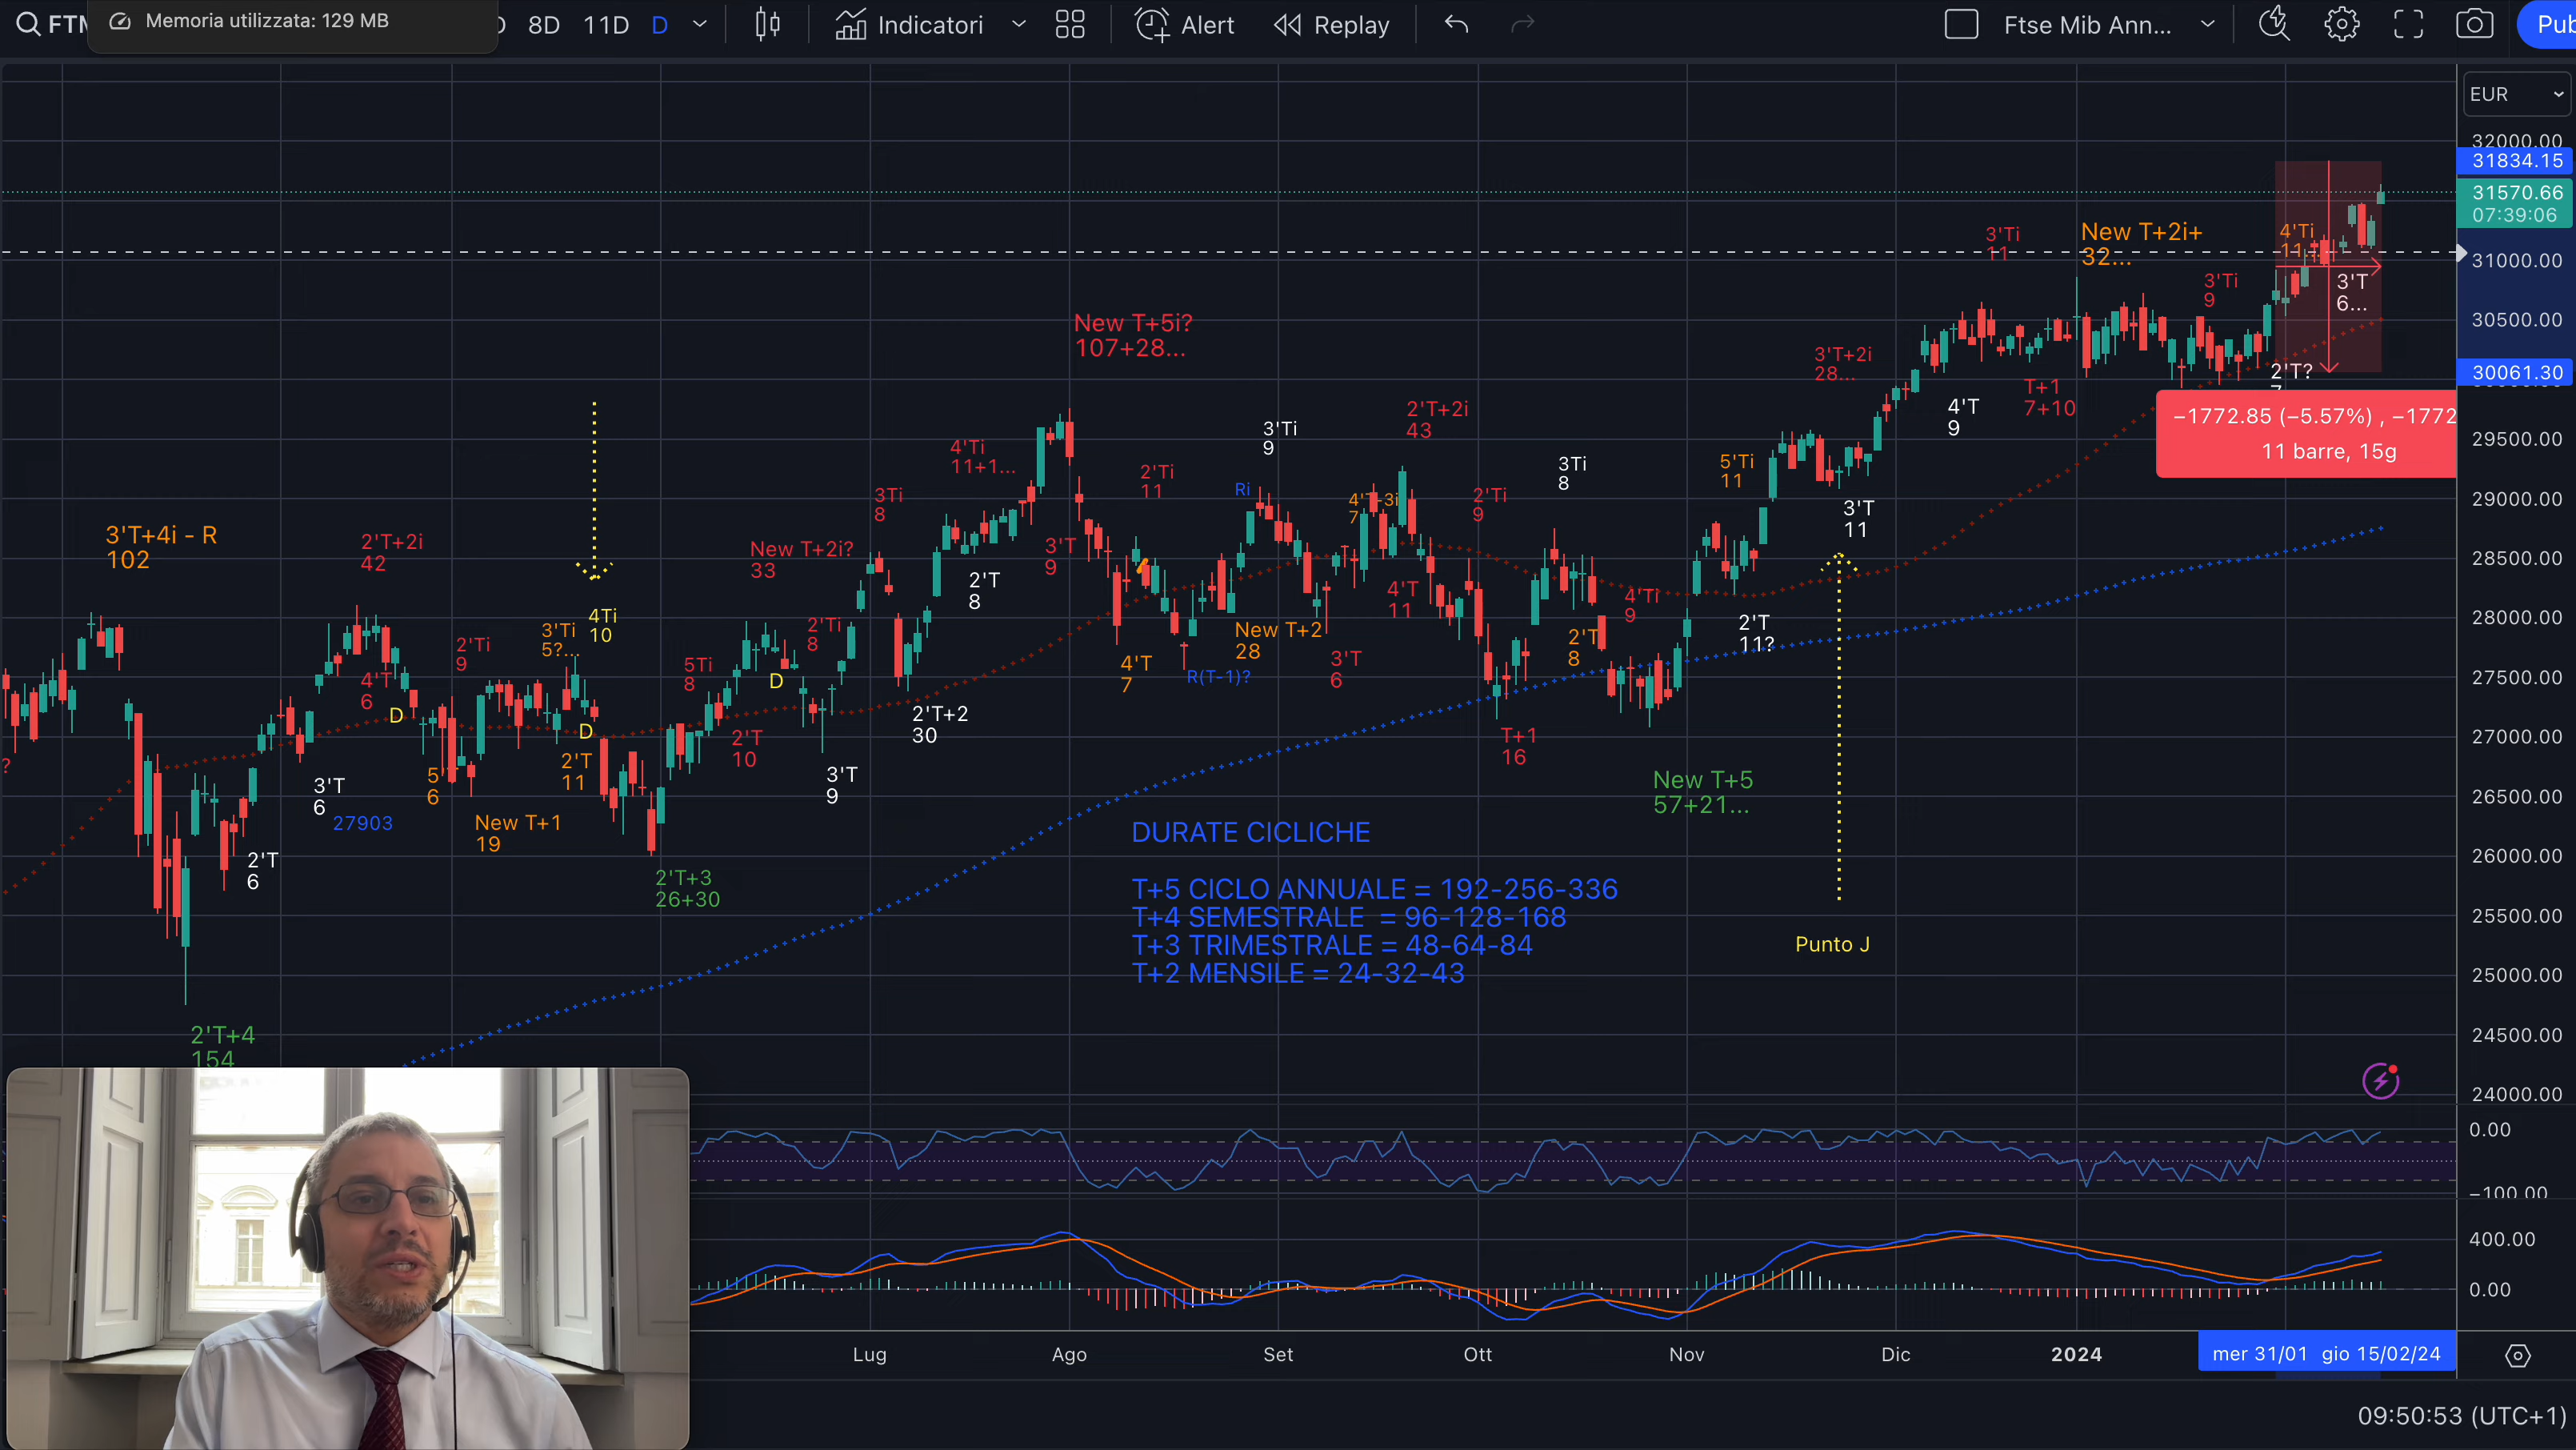 FTM
Memoria utilizzata: 129 MB
8D 11D D
Indicatori
Alert
Replay
Ftse Mib Ann...
Pub
EUR
32000.00
31834.15
31570.66
07:39:06
31000.00
30500.00
30061.30
29500.00
29000.00
28500.00
28000.00
27500.00
27000.00
26500.00
26000.00
25500.00
25000.00
24500.00
24000.00
0.00
−100.00
400.00
0.00
3'T+4i - R
102
2'T+2i
42
4'T
6
D
2'Ti
9
3'Ti
5?...
4Ti
10
D
2'T
11
3'T
6
27903
5'T
6
New T+1
19
2'T
6
2'T+4
154
2'T+3
26+30
5Ti
8
2'T
10
D
New T+2i?
33
2'Ti
8
3'T
9
3Ti
8
2'T+2
30
4'Ti
11+1...
2'T
8
New T+5i?
107+28...
3'T
9
2'Ti
11
4'T
7
R(T-1)?
Ri
3'Ti
9
New T+2
28
3'T
6
4'T-3i
7
2'T+2i
43
4'T
11
2'Ti
9
T+1
16
3Ti
8
2'T
8
4'Ti
9
New T+5
57+21...
5'Ti
11
2'T
11?
3'T+2i
28...
3'T
11
Punto J
4'T
9
3'Ti
11
T+1
7+10
New T+2i+
32...
3'Ti
9
4'Ti
11...
3'T
6...
2'T?
−1772.85 (−5.57%) , −1772
11 barre, 15g
DURATE CICLICHE
T+5 CICLO ANNUALE = 192-256-336
T+4 SEMESTRALE = 96-128-168
T+3 TRIMESTRALE = 48-64-84
T+2 MENSILE = 24-32-43
Lug Ago Set Ott Nov Dic 2024
mer 31/01 gio 15/02/24
09:50:53 (UTC+1)